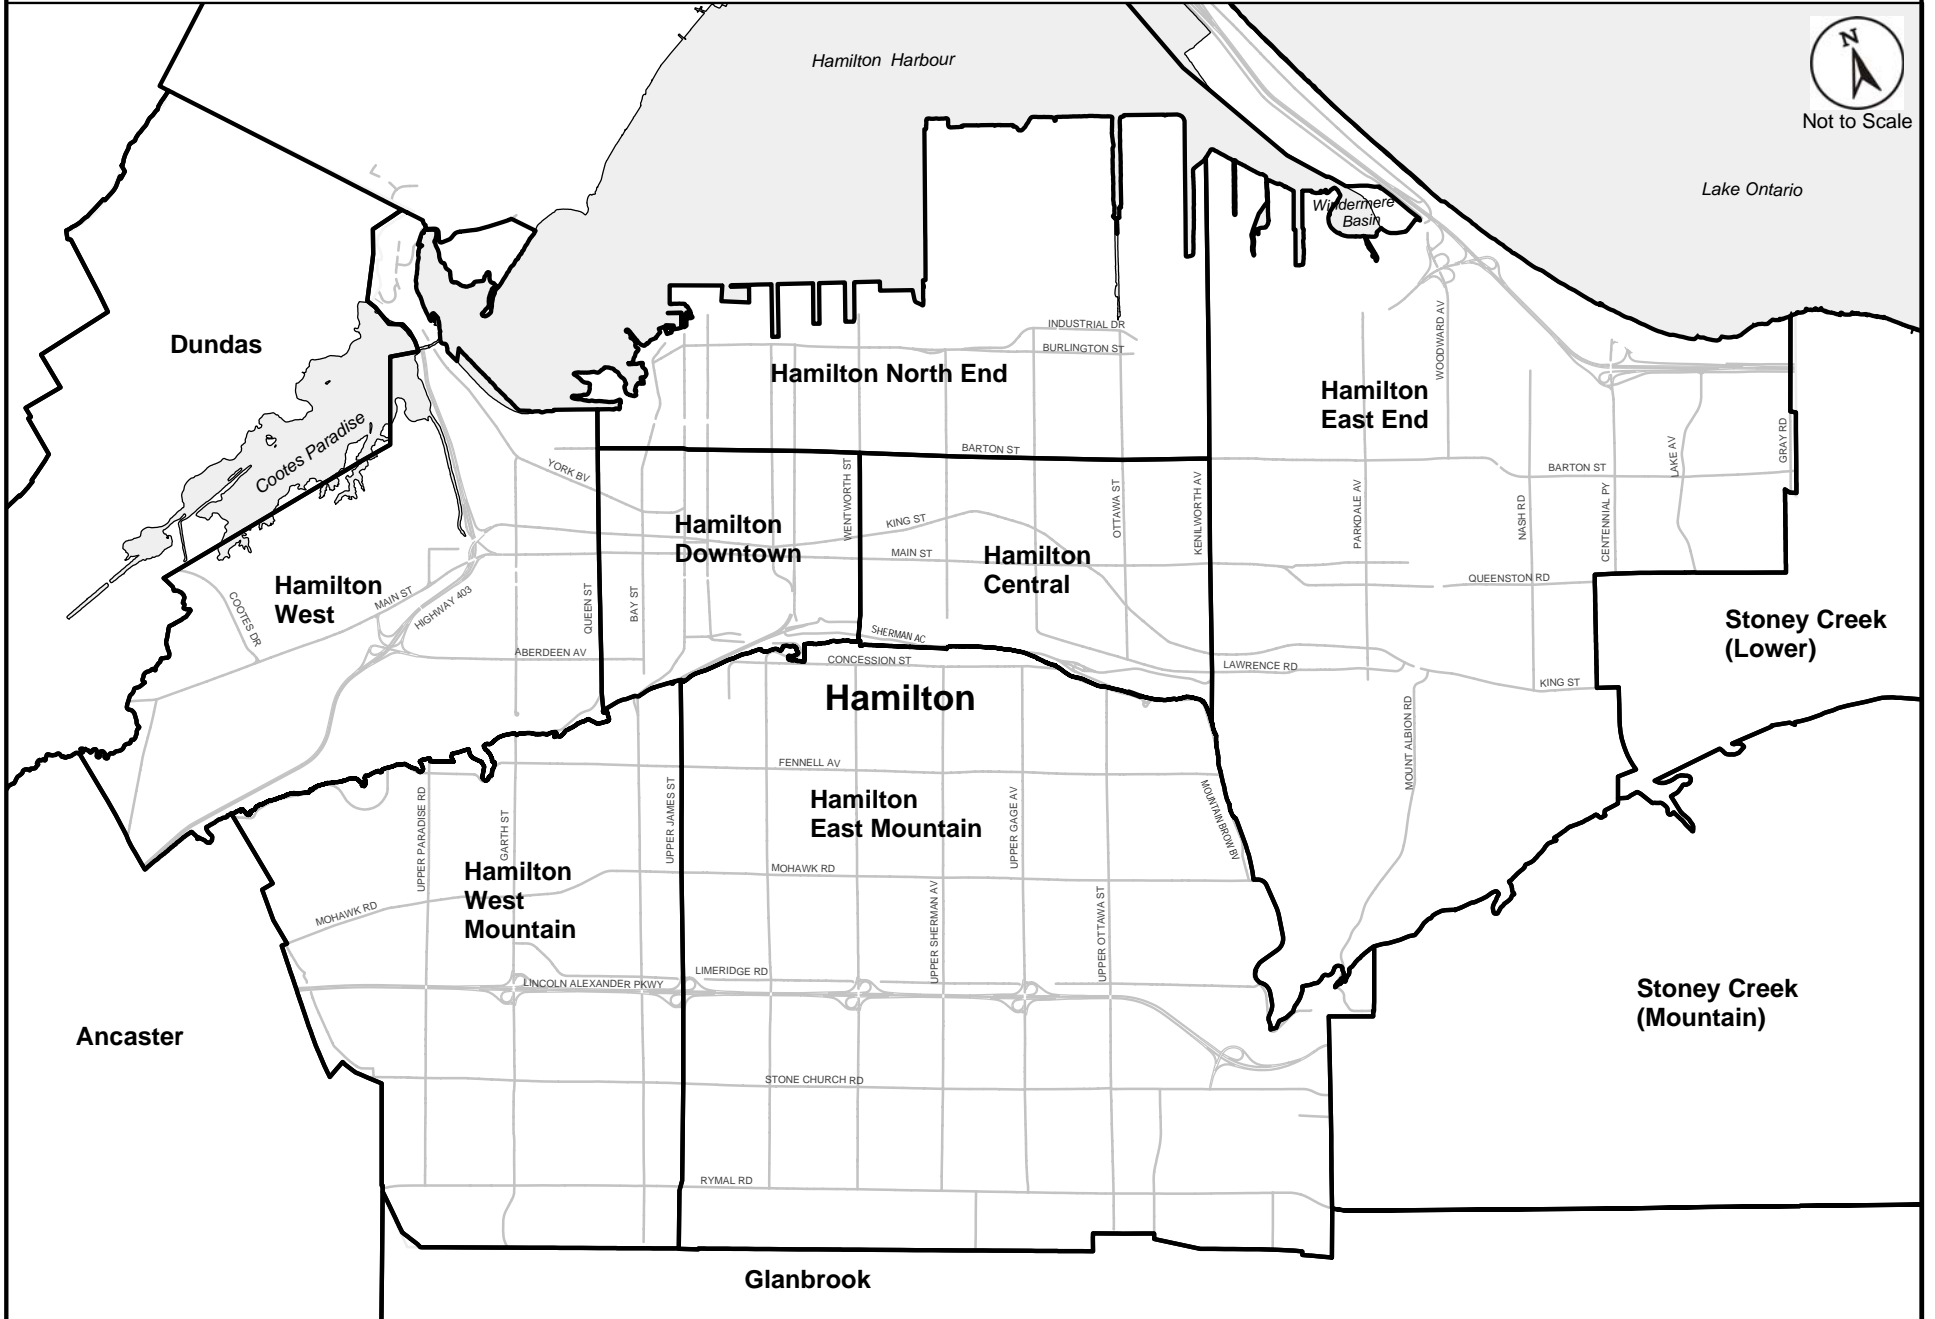 Hamilton Harbour
N
Not to Scale
Lake Ontario
Windermere
Basin
Dundas
INDUSTRIAL DR
BURLINGTON ST
Hamilton North End
WOODWARD AV
Hamilton
East End
Cootes Paradise
YORK BV
BARTON ST
BARTON ST
LAKE AV
GRAY RD
WENTWORTH ST
OTTAWA ST
KENILWORTH AV
PARKDALE AV
NASH RD
CENTENNIAL PY
Hamilton
Downtown
KING ST
MAIN ST
Hamilton
Central
QUEENSTON RD
Hamilton
West
COOTES DR
MAIN ST
HIGHWAY 403
QUEEN ST
BAY ST
ABERDEEN AV
SHERMAN AC
CONCESSION ST
LAWRENCE RD
KING ST
Stoney Creek
(Lower)
Hamilton
MOUNT ALBION RD
FENNELL AV
UPPER PARADISE RD
GARTH ST
UPPER JAMES ST
Hamilton
East Mountain
UPPER GAGE AV
MOUNTAIN BROW BV
Hamilton
West
Mountain
MOHAWK RD
MOHAWK RD
UPPER SHERMAN AV
UPPER OTTAWA ST
LIMERIDGE RD
LINCOLN ALEXANDER PKWY
Stoney Creek
(Mountain)
Ancaster
STONE CHURCH RD
RYMAL RD
Glanbrook